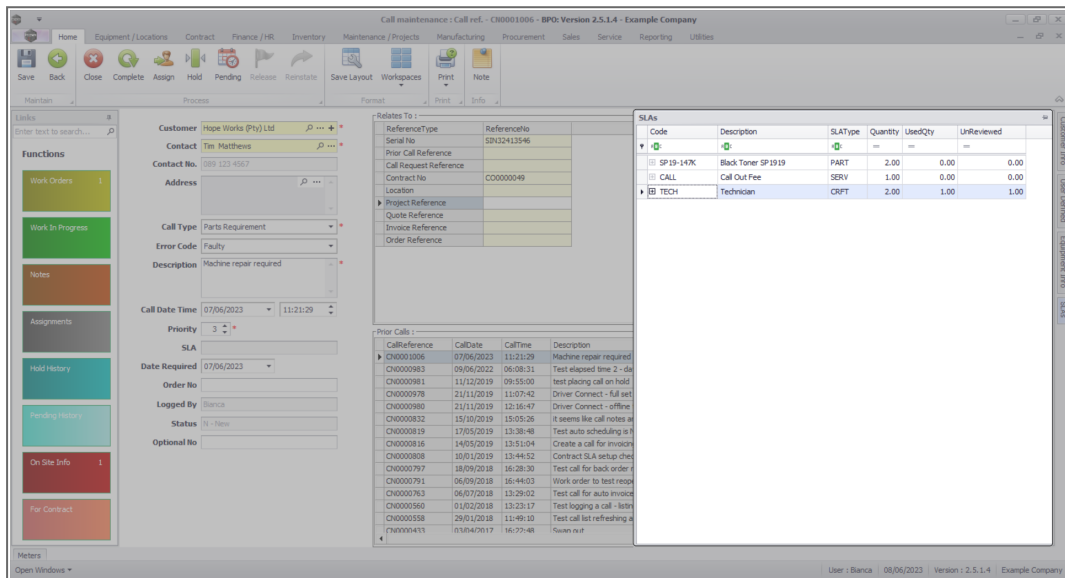 Call maintenance : Call ref. - CN0001006 - BPO: Version 2.5.1.4 - Example Company
Home Equipment / Locations Contract Finance / HR Inventory Maintenance / Projects Manufacturing Procurement Sales Service Reporting Utilities
Save Back Close Complete Assign Hold Pending Release Reinstate Save Layout Workspaces Print Note
Maintain Process Format Print Info
Links
Enter text to search...
Functions
Work Orders 1
Work In Progress
Notes
Assignments
Hold History
Pending History
On Site Info 1
For Contract
Customer Hope Works (Pty) Ltd *
Contact Tim Matthews *
Contact No. 089 123 4567
Address
Call Type Parts Requirement *
Error Code Faulty
Description Machine repair required *
Call Date Time 07/06/2023 11:21:29
Priority 3 *
SLA
Date Required 07/06/2023
Order No
Logged By Bianca
Status N - New
Optional No
Relates To :
ReferenceType ReferenceNo
Serial No SIN32413546
Prior Call Reference
Call Request Reference
Contract No CO0000049
Location
Project Reference
Quote Reference
Invoice Reference
Order Reference
Prior Calls :
CallReference CallDate CallTime Description
CN0001006 07/06/2023 11:21:29 Machine repair required
CN0000983 09/06/2022 06:08:31 Test elapsed time 2 - da
CN0000981 11/12/2019 09:55:00 test placing call on hold
CN0000978 21/11/2019 11:07:42 Driver Connect - full set
CN0000980 21/11/2019 12:16:47 Driver Connect - offline
CN0000832 15/10/2019 15:05:26 it seems like call notes a
CN0000819 17/05/2019 13:38:48 Test auto scheduling is N
CN0000816 14/05/2019 13:51:04 Create a call for invoicin
CN0000808 10/01/2019 13:44:52 Contract SLA setup chec
CN0000797 18/09/2018 16:28:30 Test call for back order r
CN0000791 06/09/2018 16:44:03 Work order to test reope
CN0000763 06/07/2018 13:29:02 Test call for auto invoice
CN0000560 01/02/2018 13:23:17 Test logging a call - listin
CN0000558 29/01/2018 11:49:10 Test call list refreshing a
CN0000433 03/04/2017 16:22:48 Swap out
SLAs
Code Description SLAType Quantity UsedQty UnReviewed
SP19-147K Black Toner SP1919 PART 2.00 0.00 0.00
CALL Call Out Fee SERV 1.00 0.00 0.00
TECH Technician CRFT 2.00 1.00 1.00
Customer Info
User Defined
Equipment Info
SLAs
Meters
Open Windows
User : Bianca 08/06/2023 Version : 2.5.1.4 Example Company